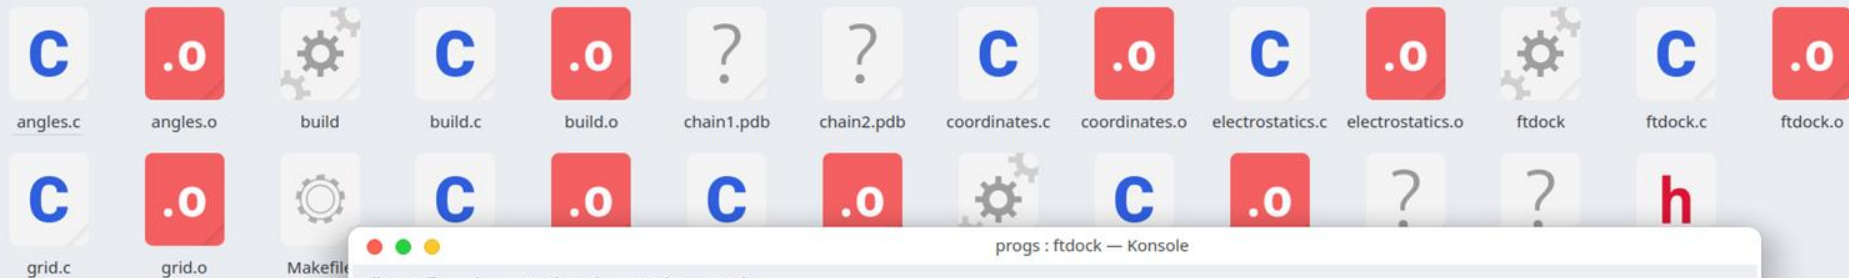 C .o C .o ? ? C .o C .o C .o
angles.c angles.o build build.c build.o chain1.pdb chain2.pdb coordinates.c coordinates.o electrostatics.c electrostatics.o ftdock ftdock.c ftdock.o
C .o C .o C .o C .o ? ? h
progs : ftdock — Konsole
grid.c grid.o Makefile